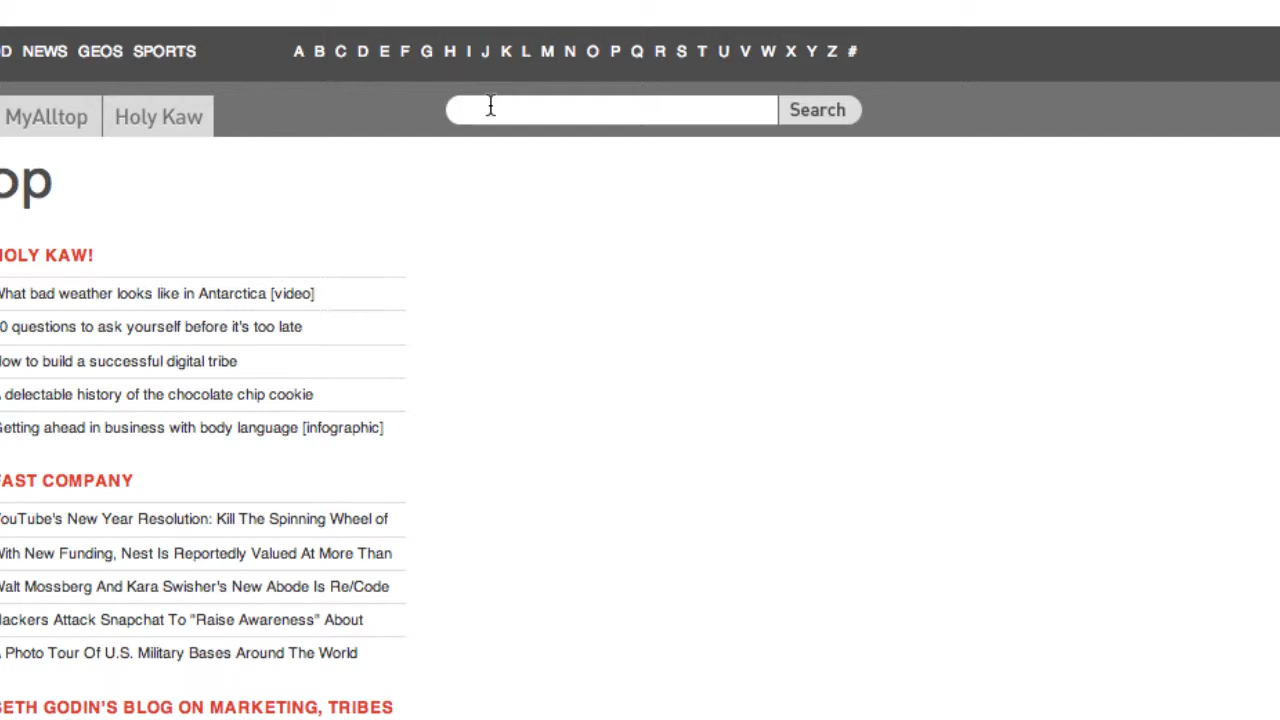 D NEWS GEOS SPORTS A B C D E F G H I J K L M N O P Q R S T U V W X Y Z #
MyAlltop Holy Kaw Search
op
HOLY KAW!
What bad weather looks like in Antarctica [video]
0 questions to ask yourself before it's too late
How to build a successful digital tribe
A delectable history of the chocolate chip cookie
Getting ahead in business with body language [infographic]
FAST COMPANY
YouTube's New Year Resolution: Kill The Spinning Wheel of
With New Funding, Nest Is Reportedly Valued At More Than
Walt Mossberg And Kara Swisher's New Abode Is Re/Code
Hackers Attack Snapchat To "Raise Awareness" About
A Photo Tour Of U.S. Military Bases Around The World
SETH GODIN'S BLOG ON MARKETING, TRIBES